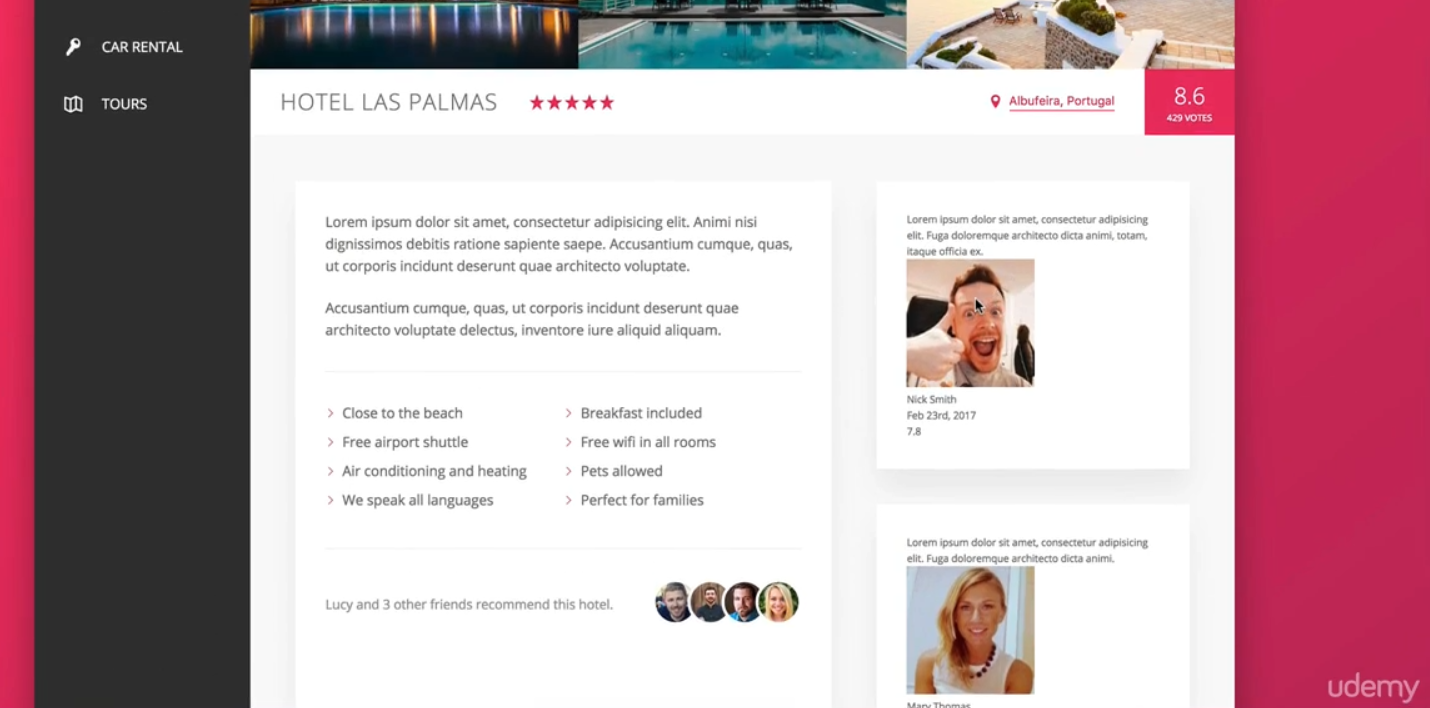 CAR RENTAL
TOURS
HOTEL LAS PALMAS
Albufeira, Portugal
8.6
429 VOTES
Lorem ipsum dolor sit amet, consectetur adipisicing elit. Animi nisi
dignissimos debitis ratione sapiente saepe. Accusantium cumque, quas,
ut corporis incidunt deserunt quae architecto voluptate.
Accusantium cumque, quas, ut corporis incidunt deserunt quae
architecto voluptate delectus, inventore iure aliquid aliquam.
Close to the beach
Free airport shuttle
Air conditioning and heating
We speak all languages
Breakfast included
Free wifi in all rooms
Pets allowed
Perfect for families
Lucy and 3 other friends recommend this hotel.
Lorem ipsum dolor sit amet, consectetur adipisicing
elit. Fuga doloremque architecto dicta animi, totam,
itaque officia ex.
Nick Smith
Feb 23rd, 2017
7.8
Lorem ipsum dolor sit amet, consectetur adipisicing
elit. Fuga doloremque architecto dicta animi.
Mary Thomas
udemy